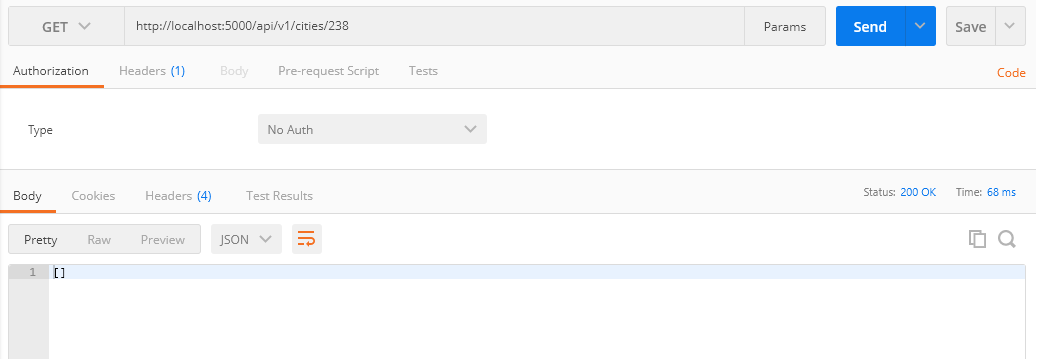 GET http://localhost:5000/api/v1/cities/238 Params Send Save
Authorization Headers (1) Body Pre-request Script Tests Code
Type No Auth
Body Cookies Headers (4) Test Results Status: 200 OK Time: 68 ms
Pretty Raw Preview JSON
1 []